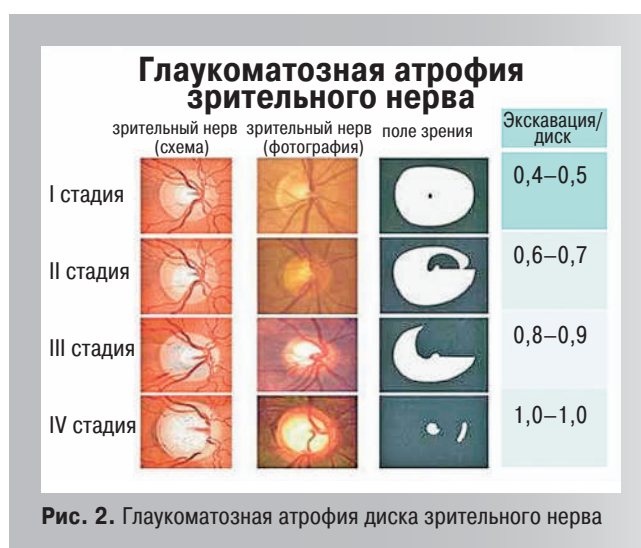 Глаукоматозная атрофия
зрительного нерва
зрительный нерв
(схема)
зрительный нерв
(фотография)
поле зрения
Экскавация/
диск
I стадия
0,4–0,5
II стадия
0,6–0,7
III стадия
0,8–0,9
IV стадия
1,0–1,0
Рис. 2. Глаукоматозная атрофия диска зрительного нерва